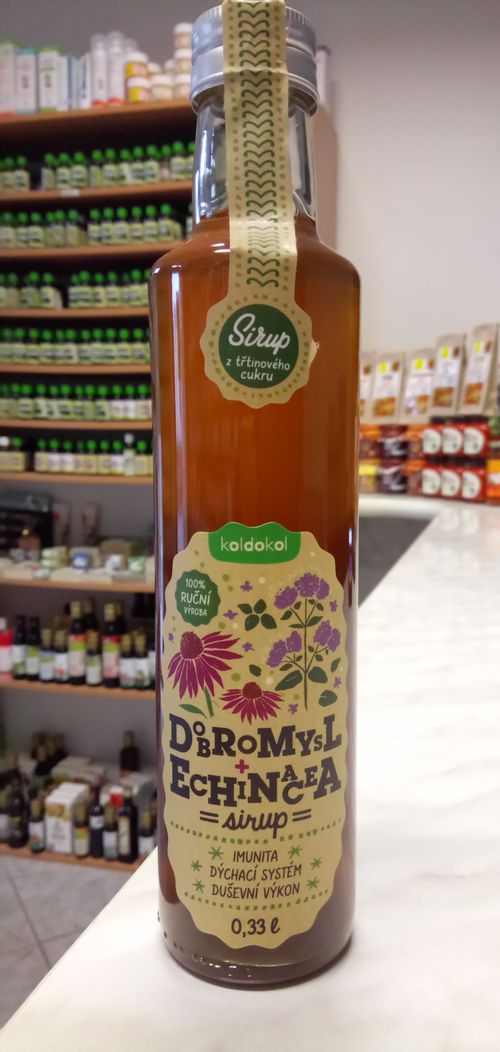 Sirup
z třtinového
cukru
koldokol
100%
RUČNÍ
VÝROBA
DOBROMYSL
+
ECHINACEA
=sirup=
IMUNITA
DÝCHACÍ SYSTÉM
DUŠEVNÍ VÝKON
0,33 ℓ